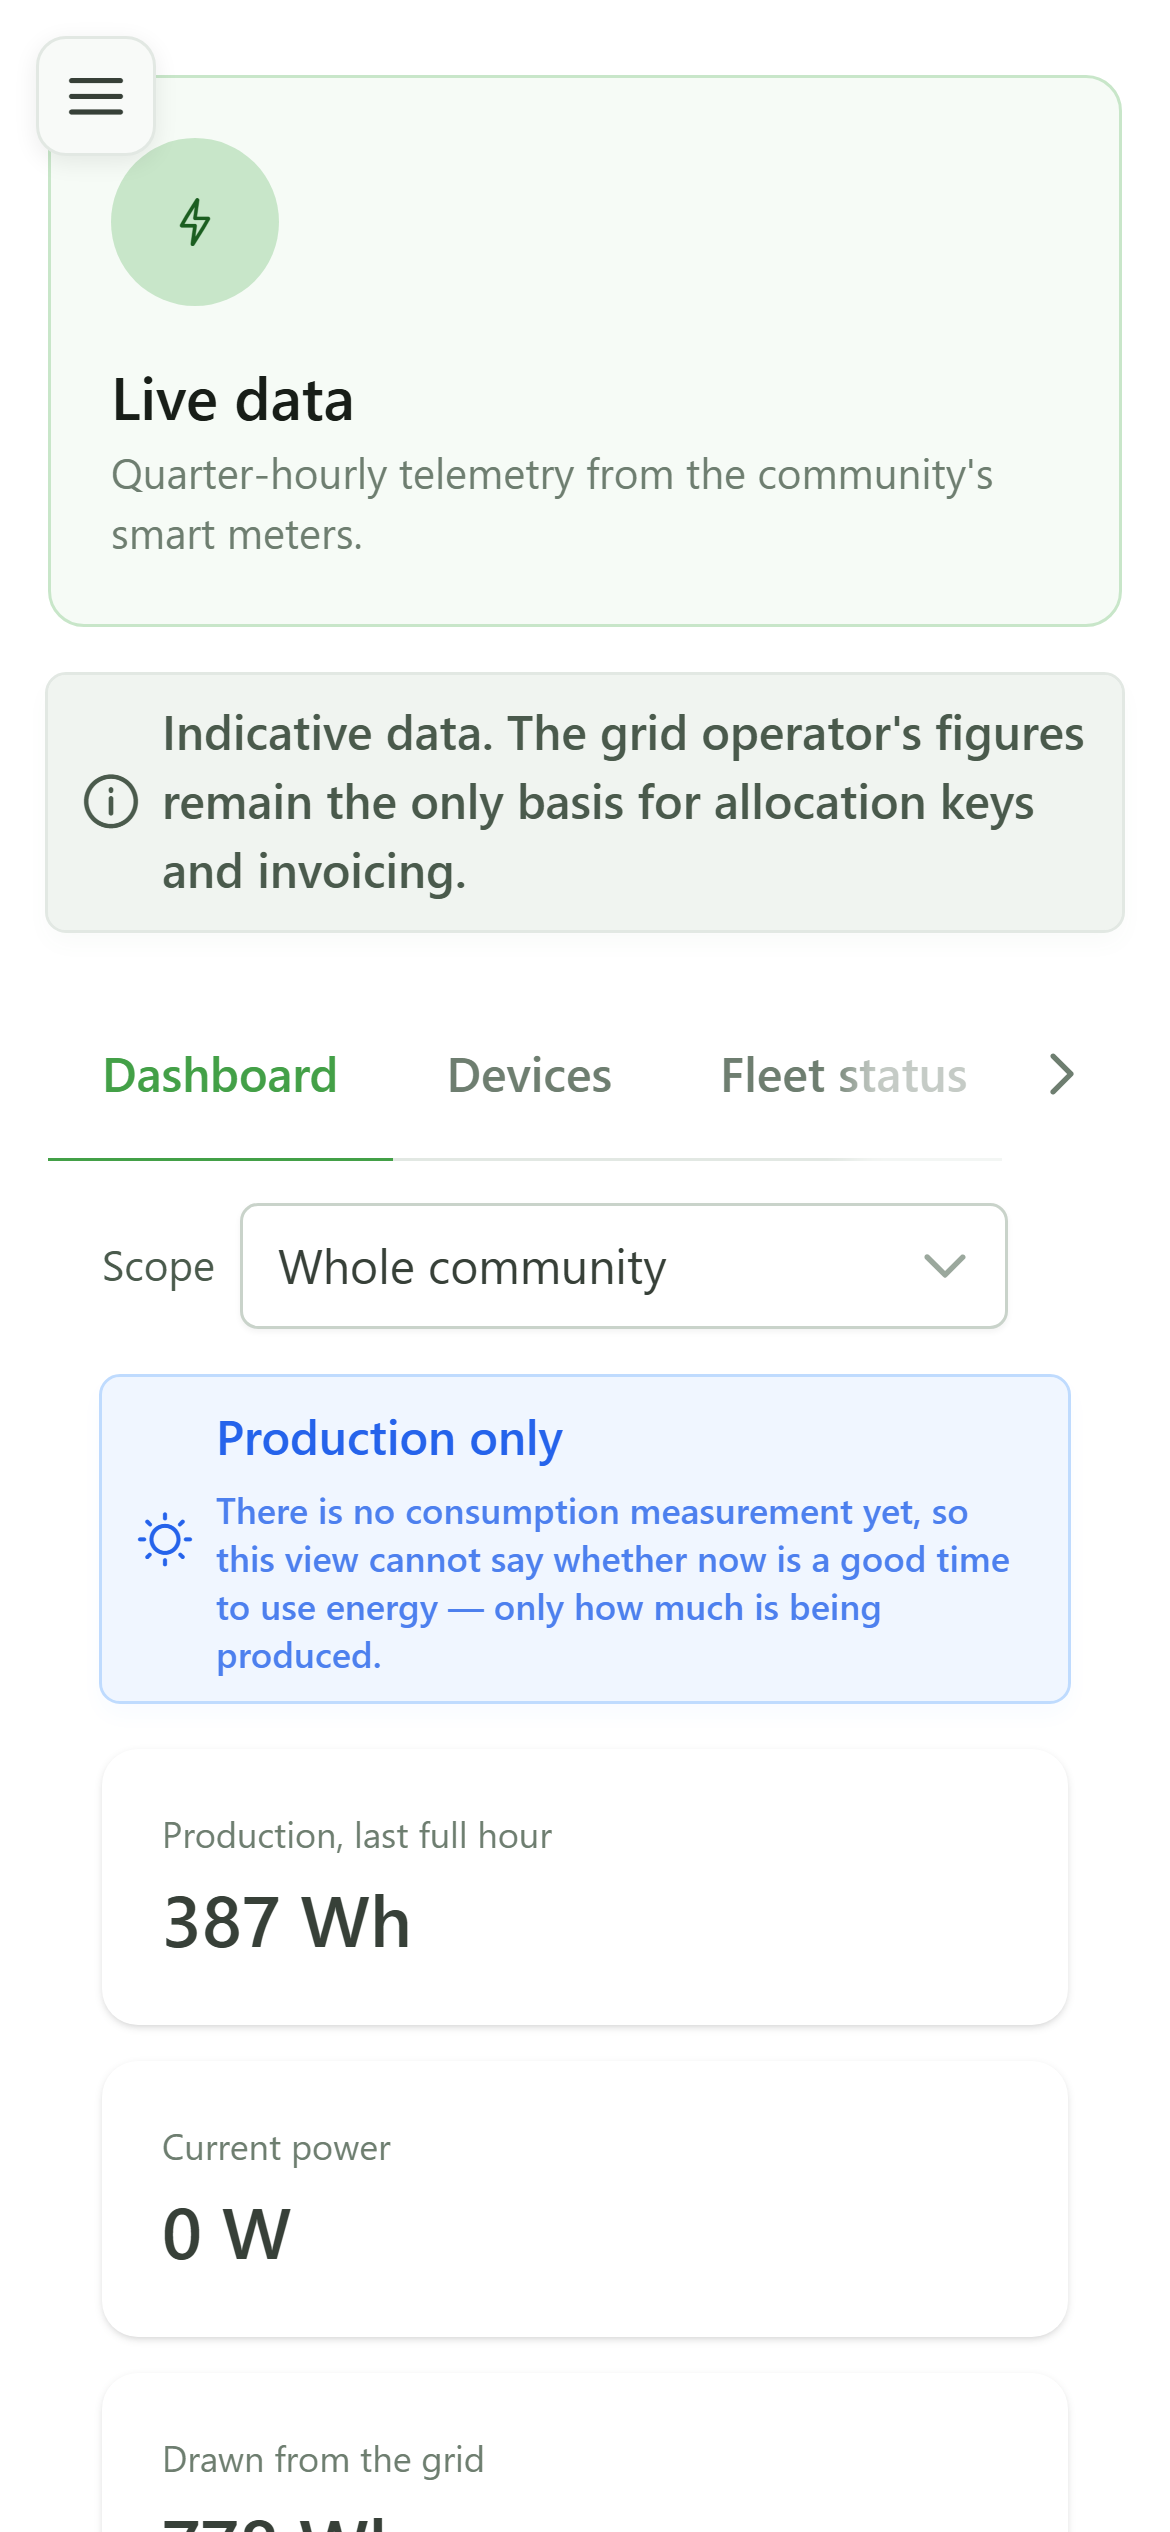 Live data
Quarter-hourly telemetry from the community's
smart meters.
Indicative data. The grid operator's figures
remain the only basis for allocation keys
and invoicing.
Dashboard Devices Fleet status
Scope Whole community
Production only
There is no consumption measurement yet, so
this view cannot say whether now is a good time
to use energy — only how much is being
produced.
Production, last full hour
387 Wh
Current power
0 W
Drawn from the grid